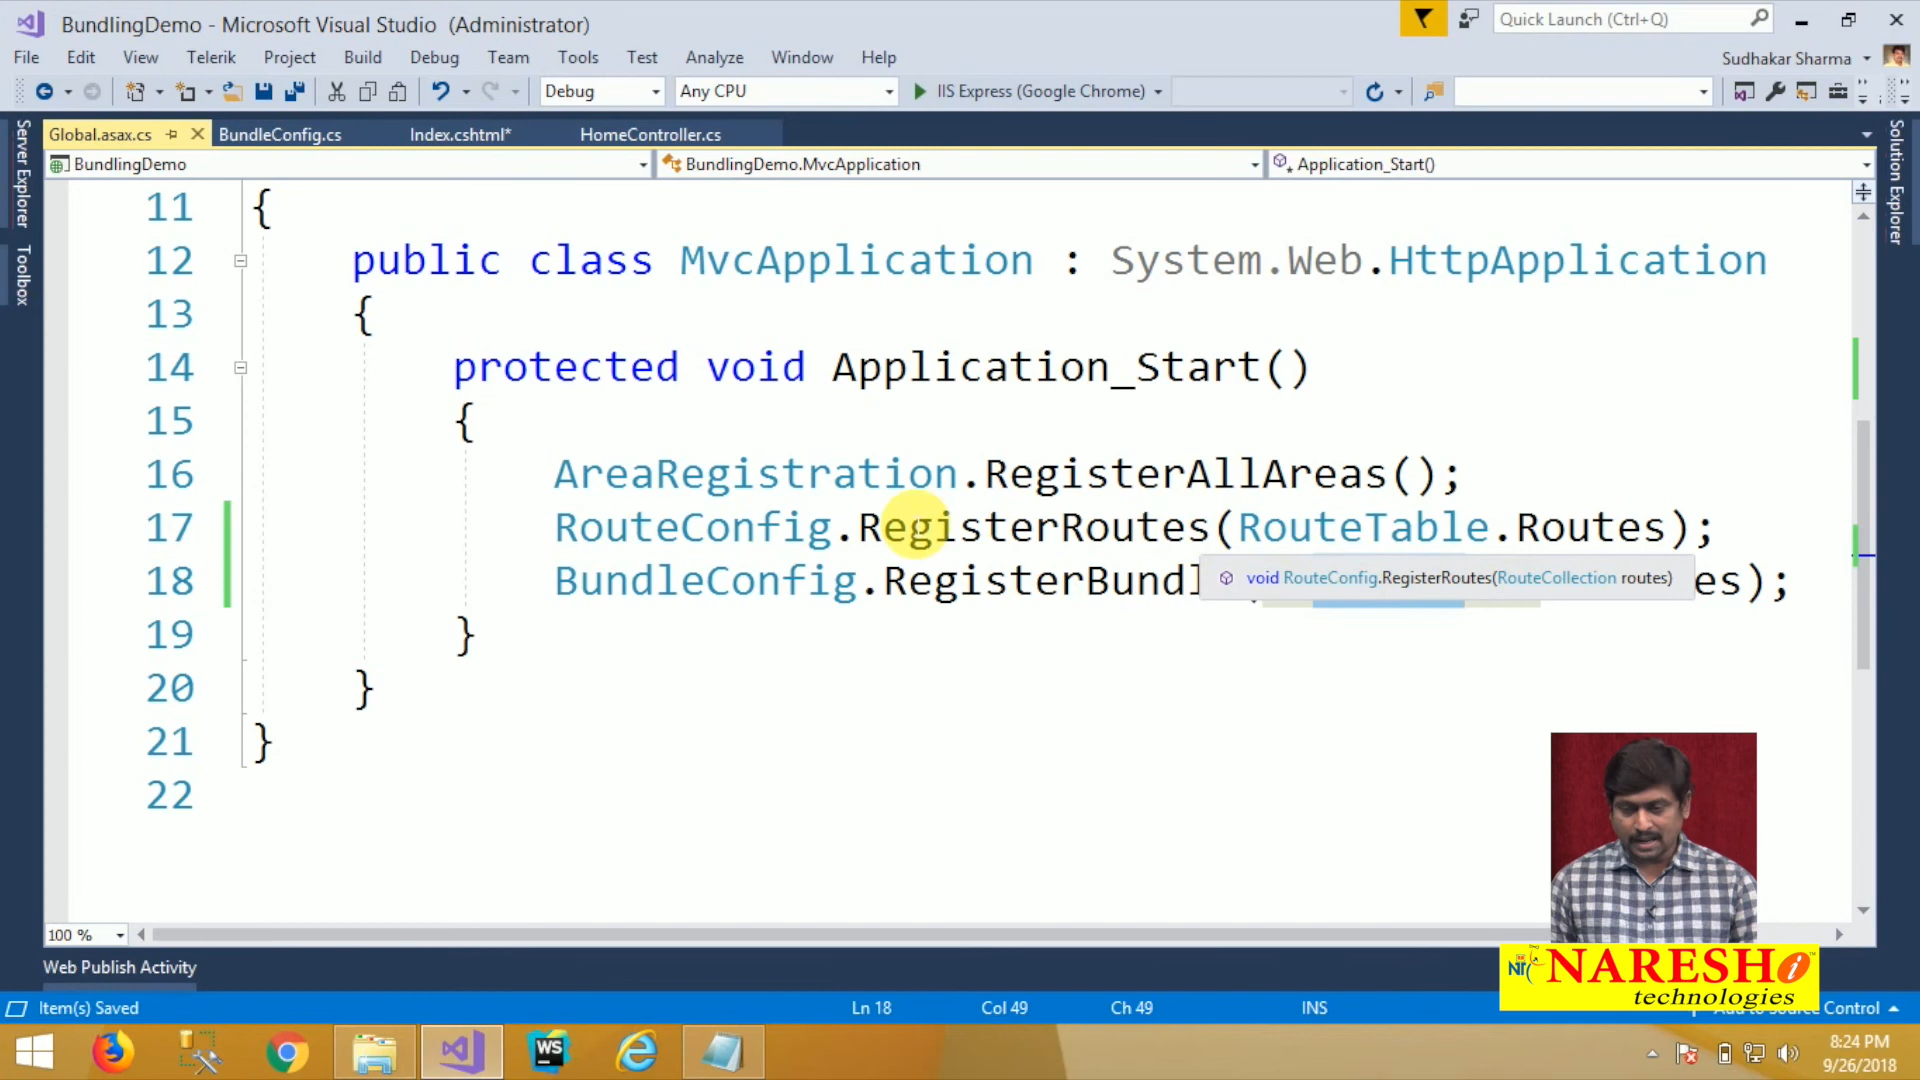 BundlingDemo - Microsoft Visual Studio (Administrator)
Quick Launch (Ctrl+Q)
File Edit View Telerik Project Build Debug Team Tools Test Analyze Window Help
Sudhakar Sharma
Debug Any CPU IIS Express (Google Chrome)
Global.asax.cs BundleConfig.cs Index.cshtml* HomeController.cs
BundlingDemo BundlingDemo.MvcApplication Application_Start()
Server Explorer
Toolbox
Solution Explorer
11 {
12 public class MvcApplication : System.Web.HttpApplication
13 {
14 protected void Application_Start()
15 {
16 AreaRegistration.RegisterAllAreas();
17 RouteConfig.RegisterRoutes(RouteTable.Routes);
18 BundleConfig.RegisterBundl es);
void RouteConfig.RegisterRoutes(RouteCollection routes)
19 }
20 }
21 }
22
100 %
Web Publish Activity
NARESH i
technologies
Item(s) Saved Ln 18 Col 49 Ch 49 INS Control
WS
8:24 PM
9/26/2018